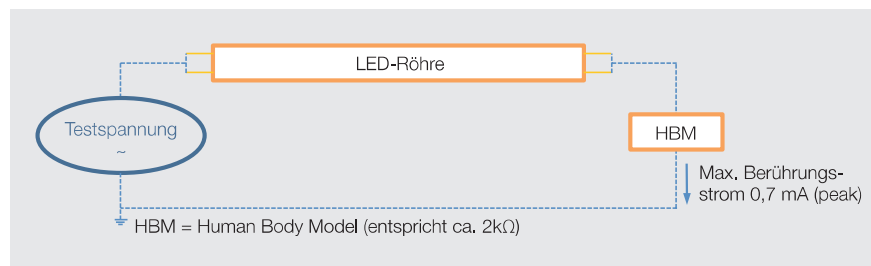 LED-Röhre
Testspannung
~
HBM
Max. Berührungs-
strom 0,7 mA (peak)
HBM = Human Body Model (entspricht ca. 2kΩ)